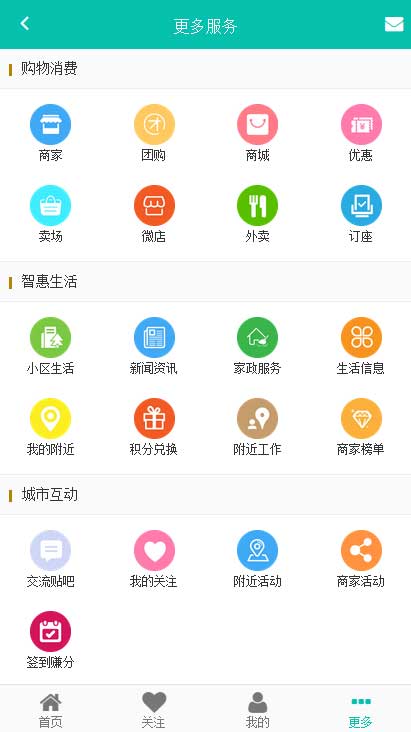 更多服务
购物消费
商家 团购 商城 优惠
卖场 微店 外卖 订座
智惠生活
小区生活 新闻资讯 家政服务 生活信息
我的附近 积分兑换 附近工作 商家榜单
城市互动
交流贴吧 我的关注 附近活动 商家活动
签到赚分
首页 关注 我的 更多